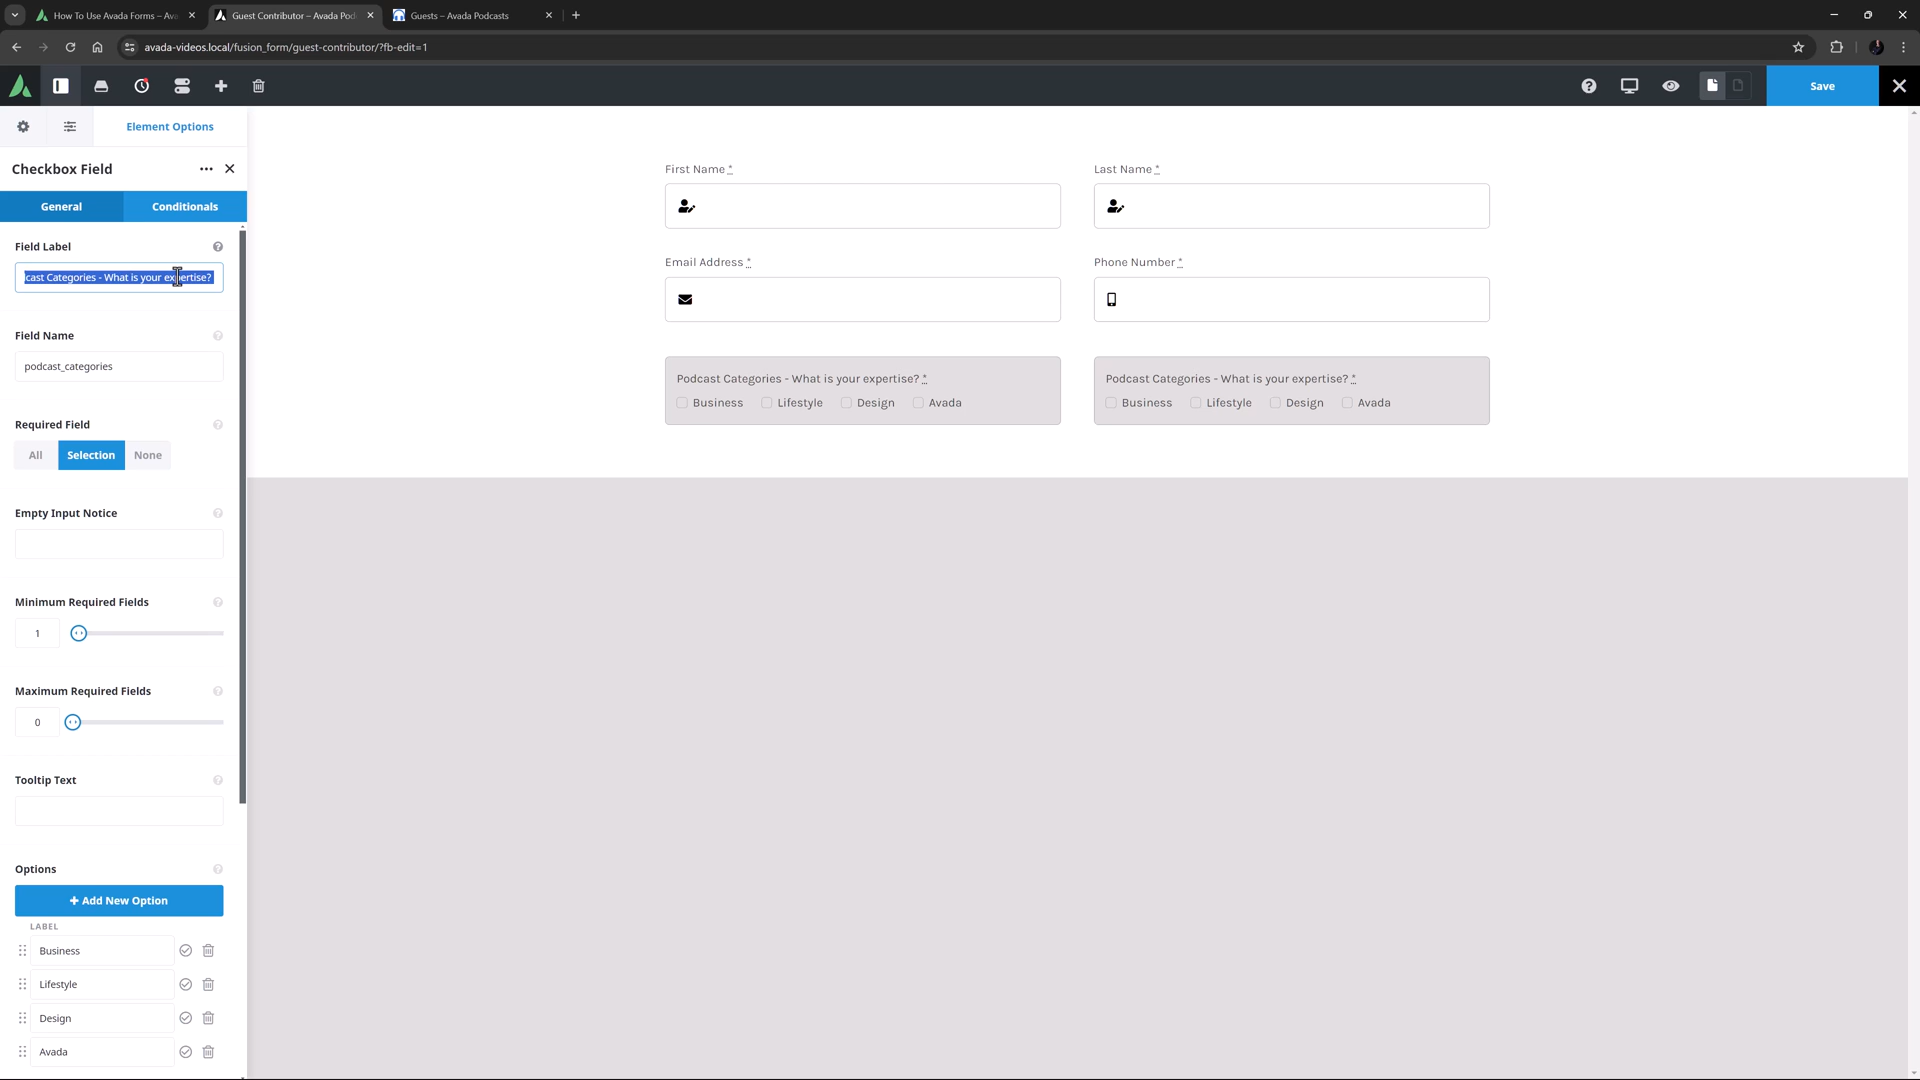 How To Use Avada Forms – Ava
Guest Contributor – Avada Pod
Guests – Avada Podcasts
avada-videos.local/fusion_form/guest-contributor/?fb-edit=1
Save
Element Options
Checkbox Field
General
Conditionals
Field Label
cast Categories - What is your expertise?
Field Name
podcast_categories
Required Field
All
Selection
None
Empty Input Notice
Minimum Required Fields
1
Maximum Required Fields
0
Tooltip Text
Options
+ Add New Option
LABEL
Business
Lifestyle
Design
Avada
First Name *
Last Name *
Email Address *
Phone Number *
Podcast Categories - What is your expertise? *
Business Lifestyle Design Avada
Podcast Categories - What is your expertise? *
Business Lifestyle Design Avada